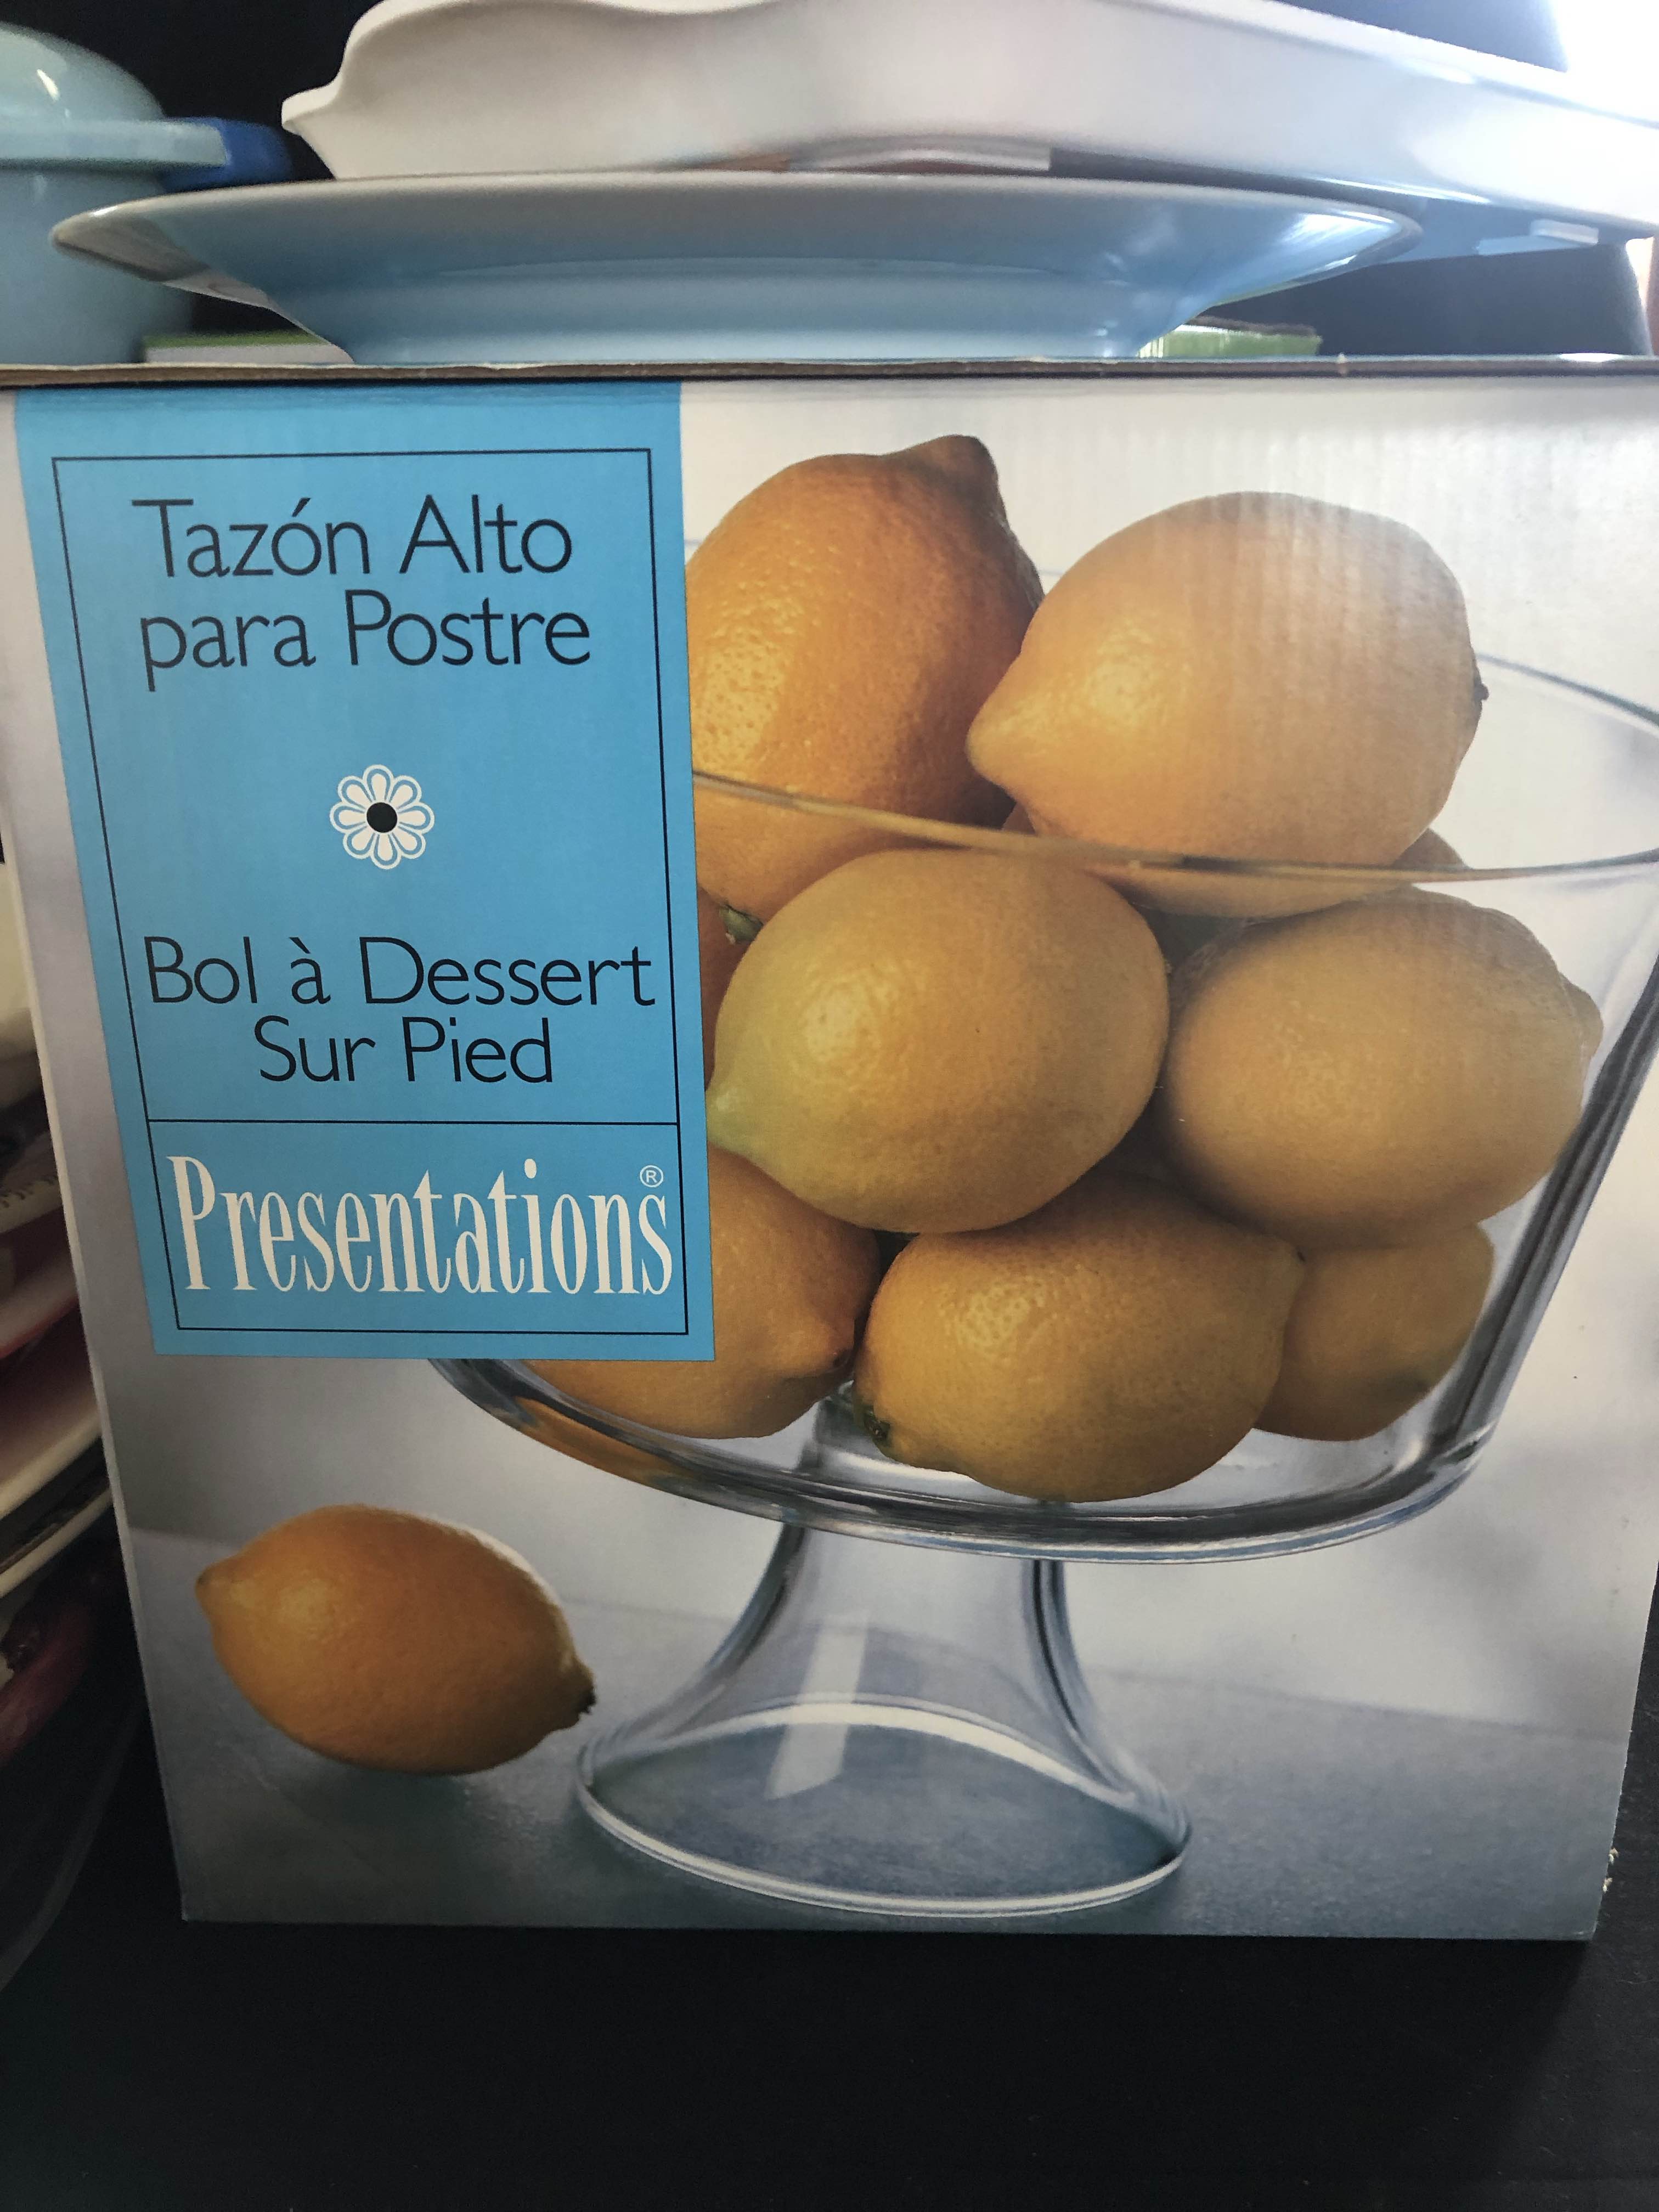 Tazón Alto
para Postre
Bol à Dessert
Sur Pied
Presentations®